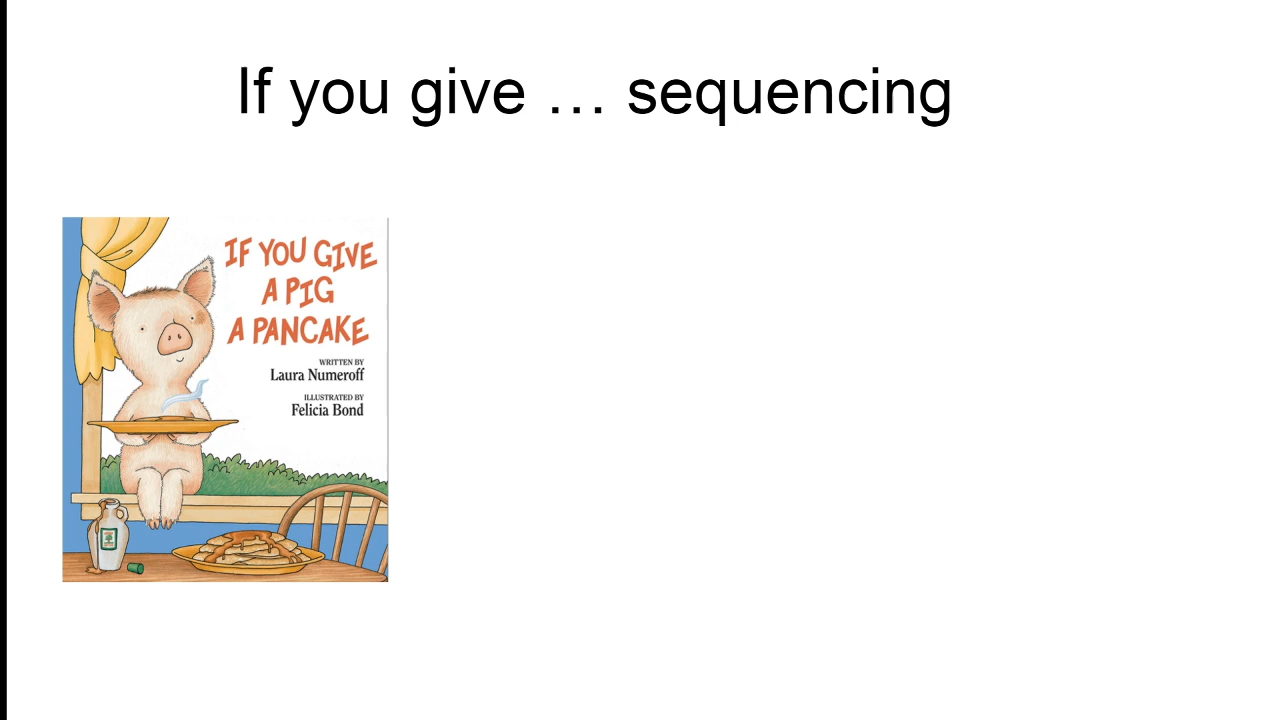 If you give … sequencing
IF YOU GIVE
A PIG
A PANCAKE
WRITTEN BY
Laura Numeroff
ILLUSTRATED BY
Felicia Bond